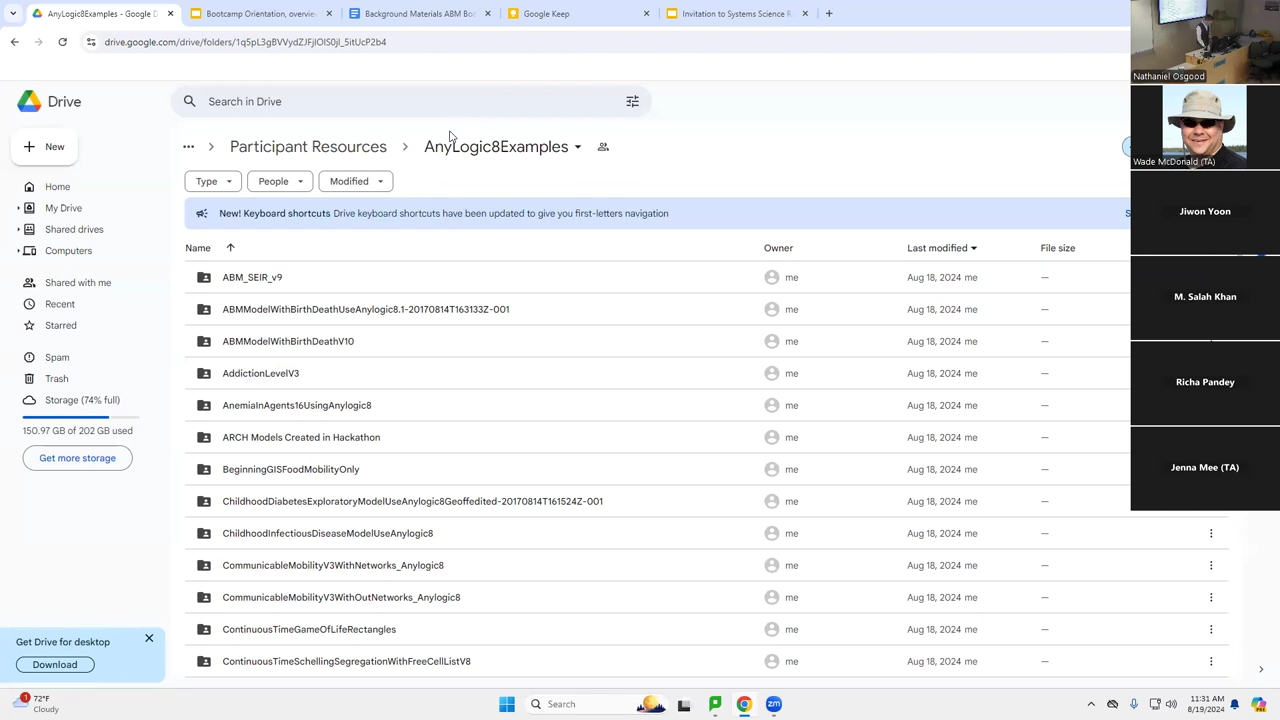 AnyLogic8Examples - Google D
Bootcamp Orientation, overvie
Background Materials ABM Bo
Google Keep
Invitation to Systems Science R
drive.google.com/drive/folders/1q5pL3gBVVydZJFjIOIS0jI_5itUcP2b4
Drive
Search in Drive
New
Participant Resources
AnyLogic8Examples
Type
People
Modified
New! Keyboard shortcuts Drive keyboard shortcuts have been updated to give you first-letters navigation
Home
My Drive
Shared drives
Computers
Shared with me
Recent
Starred
Spam
Trash
Storage (74% full)
150.97 GB of 202 GB used
Get more storage
Get Drive for desktop
Download
Name Owner Last modified File size
ABM_SEIR_v9 me Aug 18, 2024 me —
ABMModelWithBirthDeathUseAnylogic8.1-20170814T163133Z-001 me Aug 18, 2024 me —
ABMModelWithBirthDeathV10 me Aug 18, 2024 me —
AddictionLevelV3 me Aug 18, 2024 me —
AnemiaInAgents16UsingAnylogic8 me Aug 18, 2024 me —
ARCH Models Created in Hackathon me Aug 18, 2024 me —
BeginningGISFoodMobilityOnly me Aug 18, 2024 me —
ChildhoodDiabetesExploratoryModelUseAnylogic8Geoffedited-20170814T161524Z-001 me Aug 18, 2024 me —
ChildhoodInfectiousDiseaseModelUseAnylogic8 me Aug 18, 2024 me —
CommunicableMobilityV3WithNetworks_Anylogic8 me Aug 18, 2024 me —
CommunicableMobilityV3WithOutNetworks_Anylogic8 me Aug 18, 2024 me —
ContinuousTimeGameOfLifeRectangles me Aug 18, 2024 me —
ContinuousTimeSchellingSegregationWithFreeCellListV8 me Aug 18, 2024 me —
Nathaniel Osgood
Wade McDonald (TA)
Jiwon Yoon
M. Salah Khan
Richa Pandey
Jenna Mee (TA)
1
72°F
Cloudy
Search
zm
11:31 AM
8/19/2024